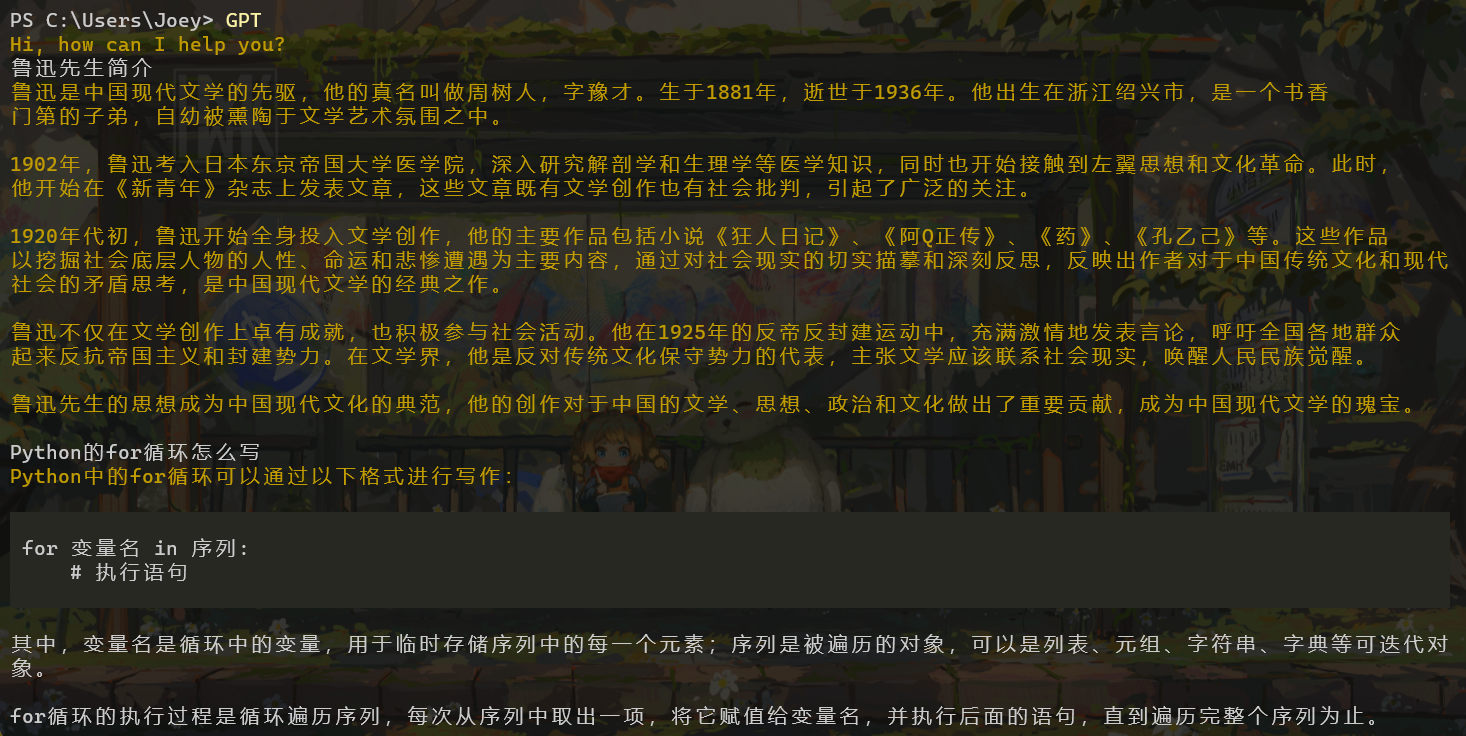 PS C:\Users\Joey> GPT
Hi, how can I help you?
鲁迅先生简介
鲁迅是中国现代文学的先驱，他的真名叫做周树人，字豫才。生于1881年，逝世于1936年。他出生在浙江绍兴市，是一个书香
门第的子弟，自幼被熏陶于文学艺术氛围之中。
1902年，鲁迅考入日本东京帝国大学医学院，深入研究解剖学和生理学等医学知识，同时也开始接触到左翼思想和文化革命。此时，
他开始在《新青年》杂志上发表文章，这些文章既有文学创作也有社会批判，引起了广泛的关注。
1920年代初，鲁迅开始全身投入文学创作，他的主要作品包括小说《狂人日记》、《阿Q正传》、《药》、《孔乙己》等。这些作品
以挖掘社会底层人物的人性、命运和悲惨遭遇为主要内容，通过对社会现实的切实描摹和深刻反思，反映出作者对于中国传统文化和现代
社会的矛盾思考，是中国现代文学的经典之作。
鲁迅不仅在文学创作上卓有成就，也积极参与社会活动。他在1925年的反帝反封建运动中，充满激情地发表言论，呼吁全国各地群众
起来反抗帝国主义和封建势力。在文学界，他是反对传统文化保守势力的代表，主张文学应该联系社会现实，唤醒人民民族觉醒。
鲁迅先生的思想成为中国现代文化的典范，他的创作对于中国的文学、思想、政治和文化做出了重要贡献，成为中国现代文学的瑰宝。
Python的for循环怎么写
Python中的for循环可以通过以下格式进行写作：
for 变量名 in 序列:
    # 执行语句
其中，变量名是循环中的变量，用于临时存储序列中的每一个元素；序列是被遍历的对象，可以是列表、元组、字符串、字典等可迭代对
象。
for循环的执行过程是循环遍历序列，每次从序列中取出一项，将它赋值给变量名，并执行后面的语句，直到遍历完整个序列为止。